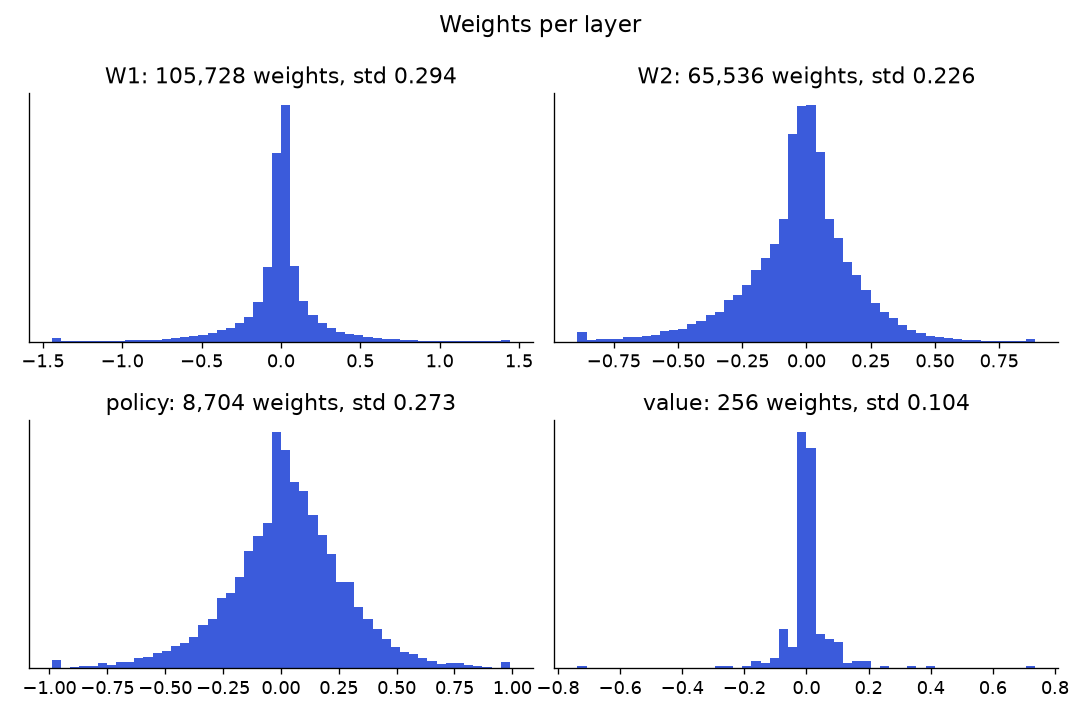 Weights per layer
W1: 105,728 weights, std 0.294
W2: 65,536 weights, std 0.226
−1.5 −1.0 −0.5 0.0 0.5 1.0 1.5
−0.75 −0.50 −0.25 0.00 0.25 0.50 0.75
policy: 8,704 weights, std 0.273
value: 256 weights, std 0.104
−1.00 −0.75 −0.50 −0.25 0.00 0.25 0.50 0.75 1.00
−0.8 −0.6 −0.4 −0.2 0.0 0.2 0.4 0.6 0.8